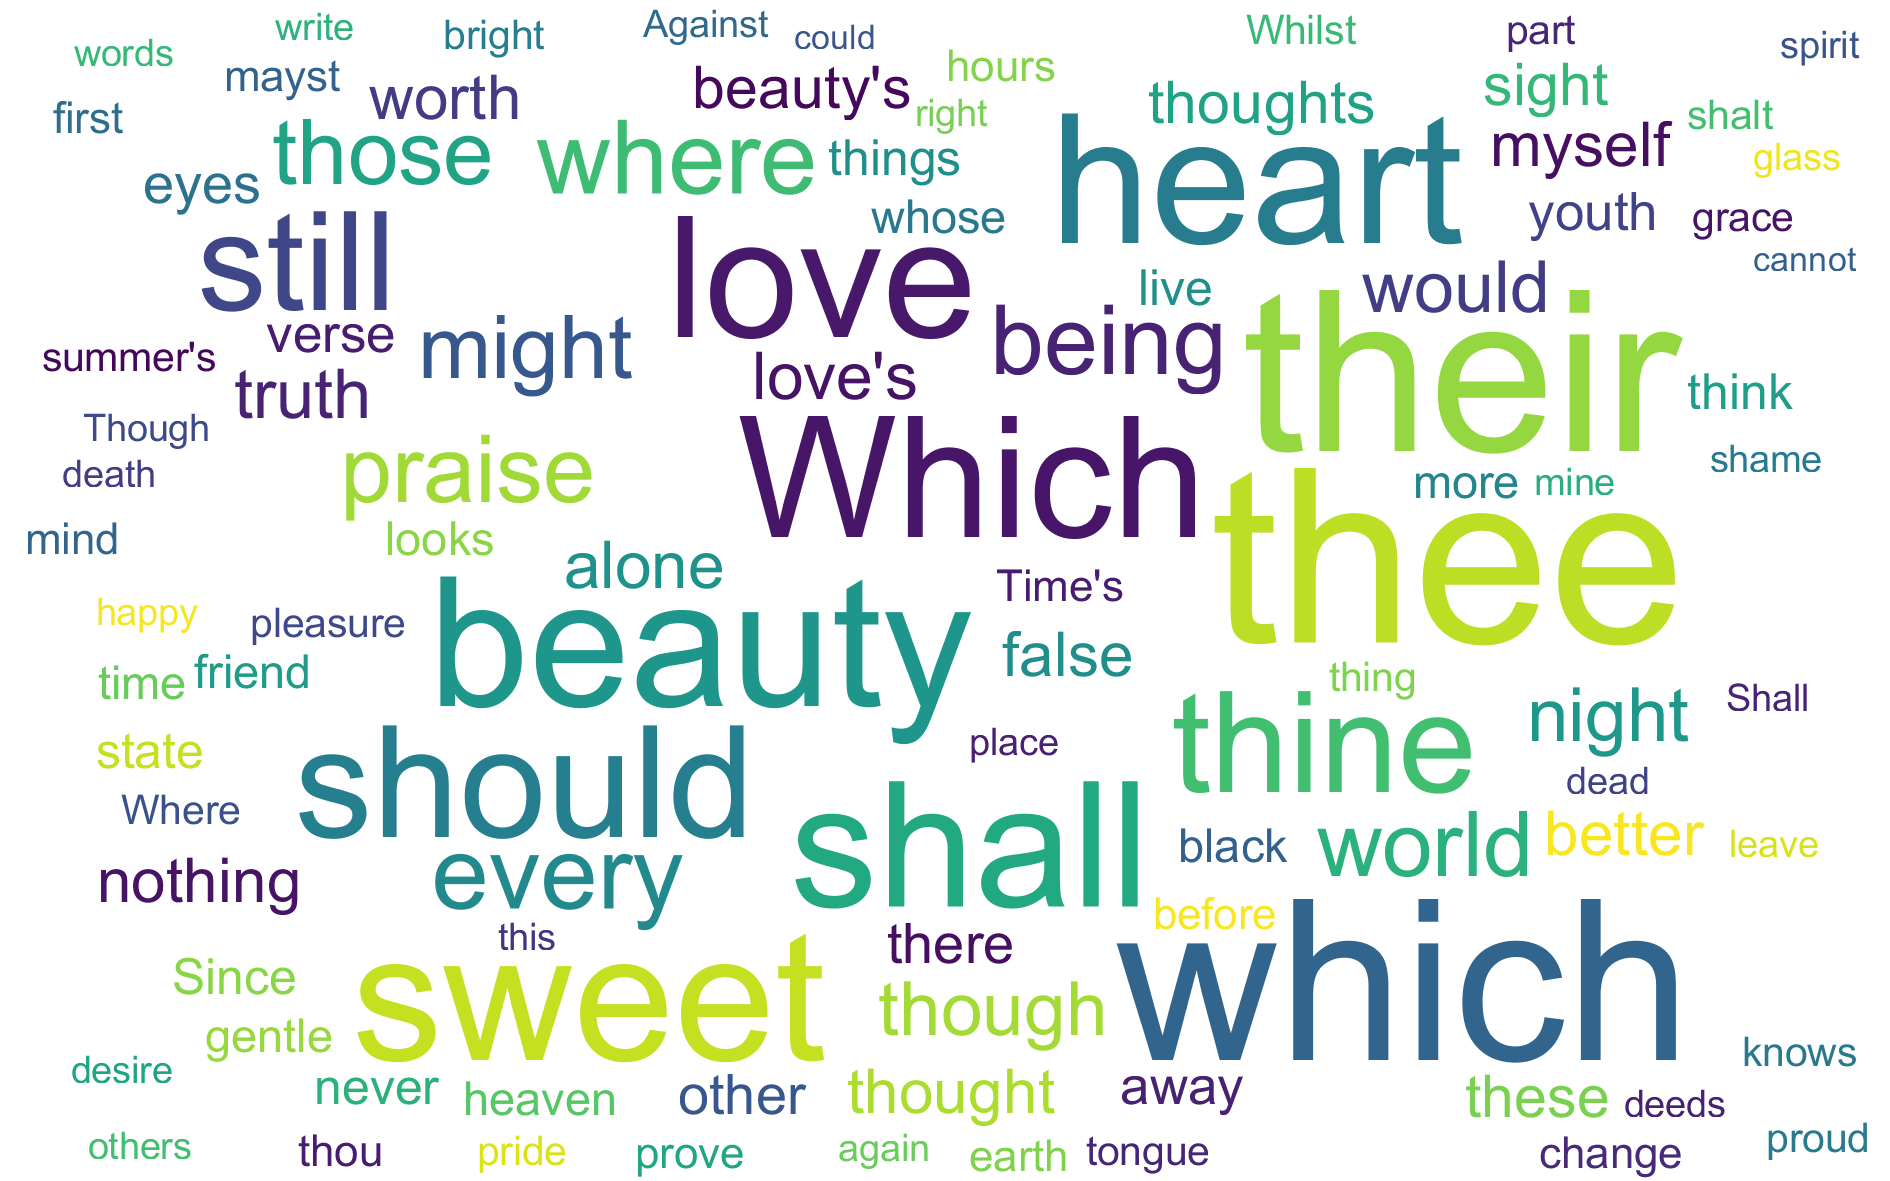 words
write
bright
Against
could
Whilst
part
spirit
first
mayst
worth
beauty's
hours
right
thoughts
sight
shalt
myself
glass
eyes
those
where
things
heart
whose
youth
grace
cannot
still
love
live
would
being
their
summer's
verse
truth
might
love's
think
Though
death
praise
Which
more
mine
shame
mind
looks
alone
thee
Time's
happy
pleasure
beauty
false
time
friend
thing
night
Shall
state
should
place
thine
dead
Where
shall
black
world
better
leave
nothing
every
before
this
there
which
Since
sweet
though
gentle
knows
desire
never
heaven
other
thought
away
these
deeds
others
thou
pride
prove
again
earth
tongue
change
proud